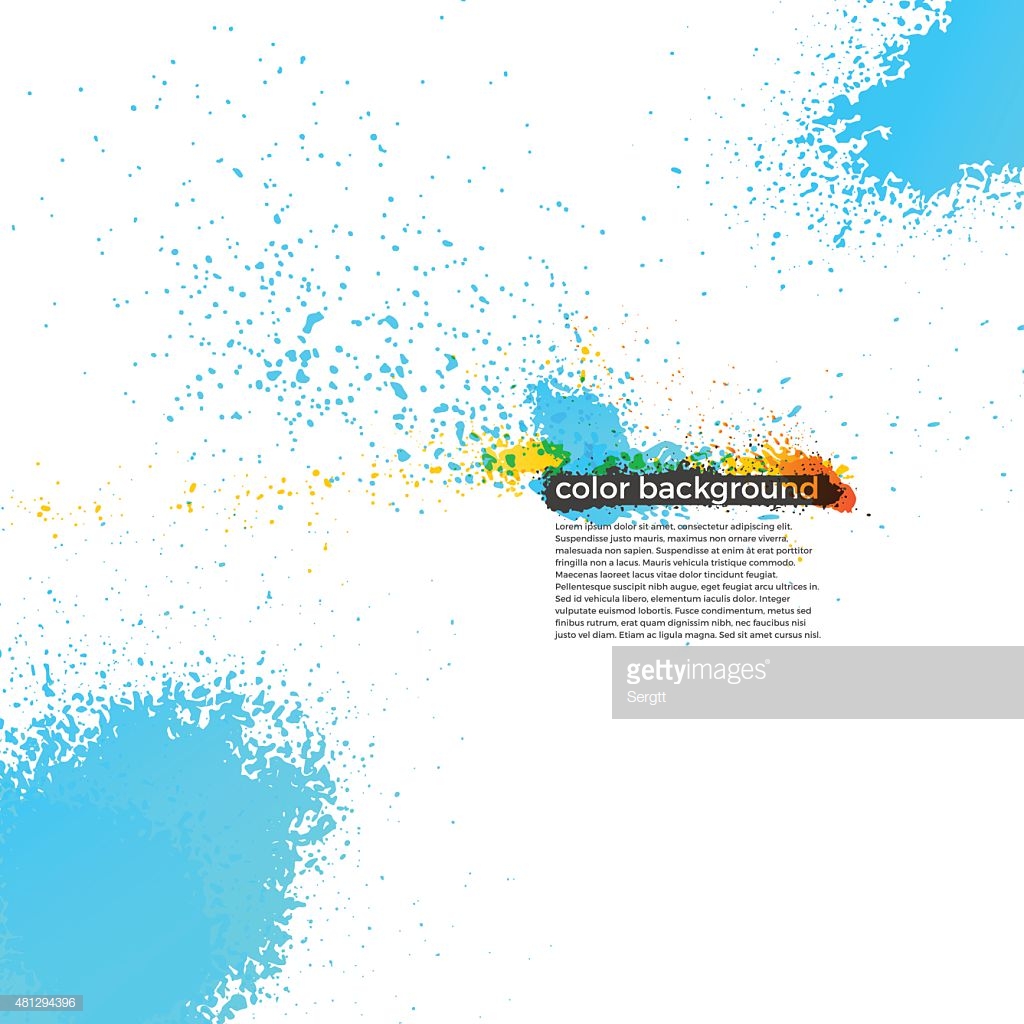 color background
Lorem ipsum dolor sit amet, consectetur adipiscing elit.
Suspendisse justo mauris, maximus non ornare vehicula,
malesuada non sapien. Suspendisse at enim at erat porttitor
fringilla non a lacus. Mauris vehicula tristique commodo.
Maecenas laoreet lacus vitae dolor tincidunt feugiat.
Pellentesque suscipit nibh augue, eget feugiat arcu ultrices in.
Sed id vehicula libero, elementum iaculis dolor. Integer
vulputate euismod lobortis. Fusce condimentum, metus sed
finibus rutrum, erat quam dignissim nibh, nec faucibus nisi
justo vel diam. Etiam ac ligula magna. Sed sit amet cursus nisl.
gettyimages®
Sergtt
481294396